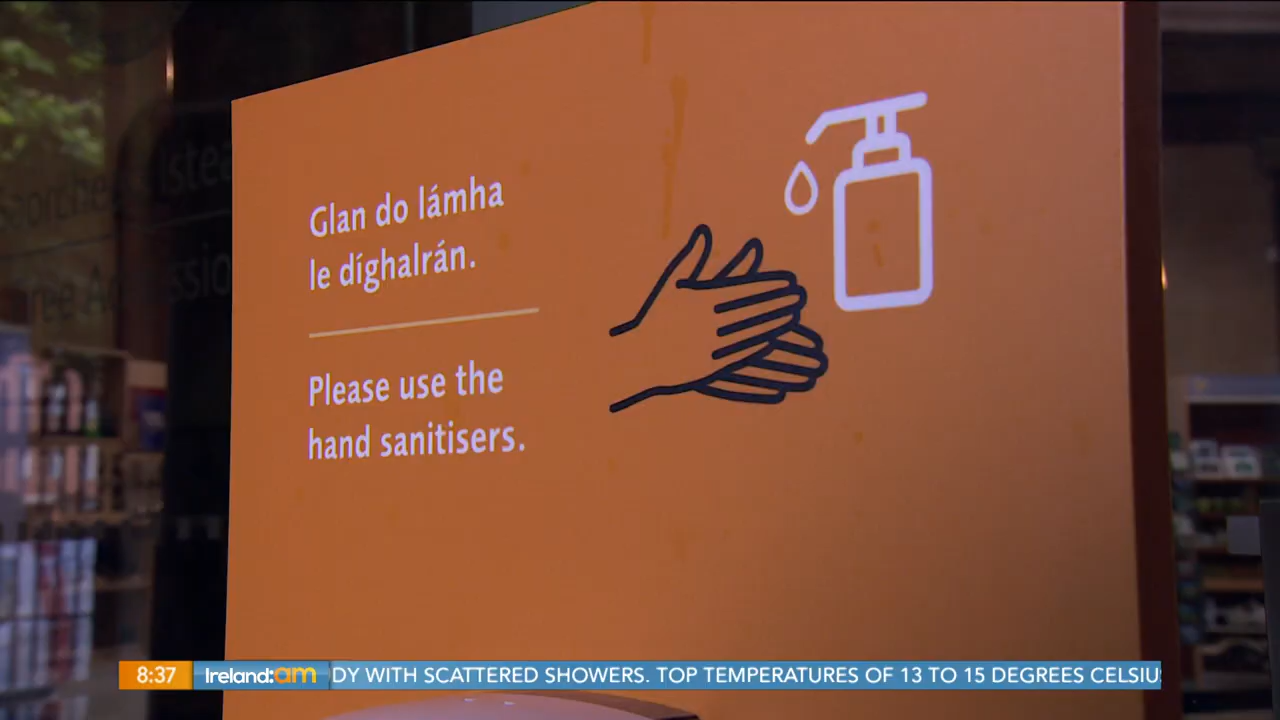 Glan do lámha
le díghalrán.
Please use the
hand sanitisers.
8:37 Ireland:am DY WITH SCATTERED SHOWERS. TOP TEMPERATURES OF 13 TO 15 DEGREES CELSIU